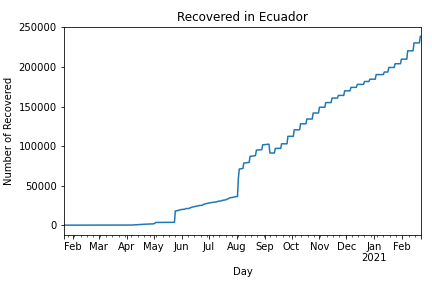 Recovered in Ecuador
Number of Recovered
250000
200000
150000
100000
50000
0
Feb Mar Apr May Jun Jul Aug Sep Oct Nov Dec Jan Feb
2021
Day